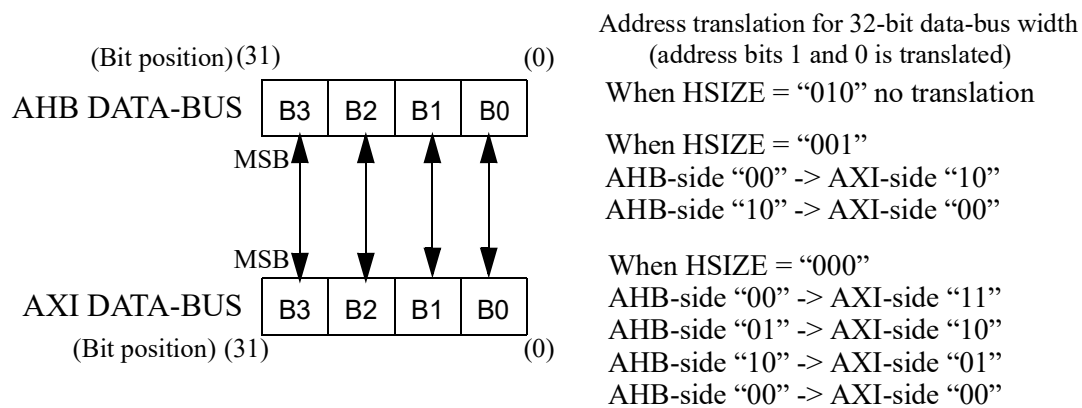 (Bit position) (31) (0)
AHB DATA-BUS B3 B2 B1 B0
MSB
MSB
AXI DATA-BUS B3 B2 B1 B0
(Bit position) (31) (0)
Address translation for 32-bit data-bus width
(address bits 1 and 0 is translated)
When HSIZE = “010” no translation
When HSIZE = “001”
AHB-side “00” -> AXI-side “10”
AHB-side “10” -> AXI-side “00”
When HSIZE = “000”
AHB-side “00” -> AXI-side “11”
AHB-side “01” -> AXI-side “10”
AHB-side “10” -> AXI-side “01”
AHB-side “00” -> AXI-side “00”